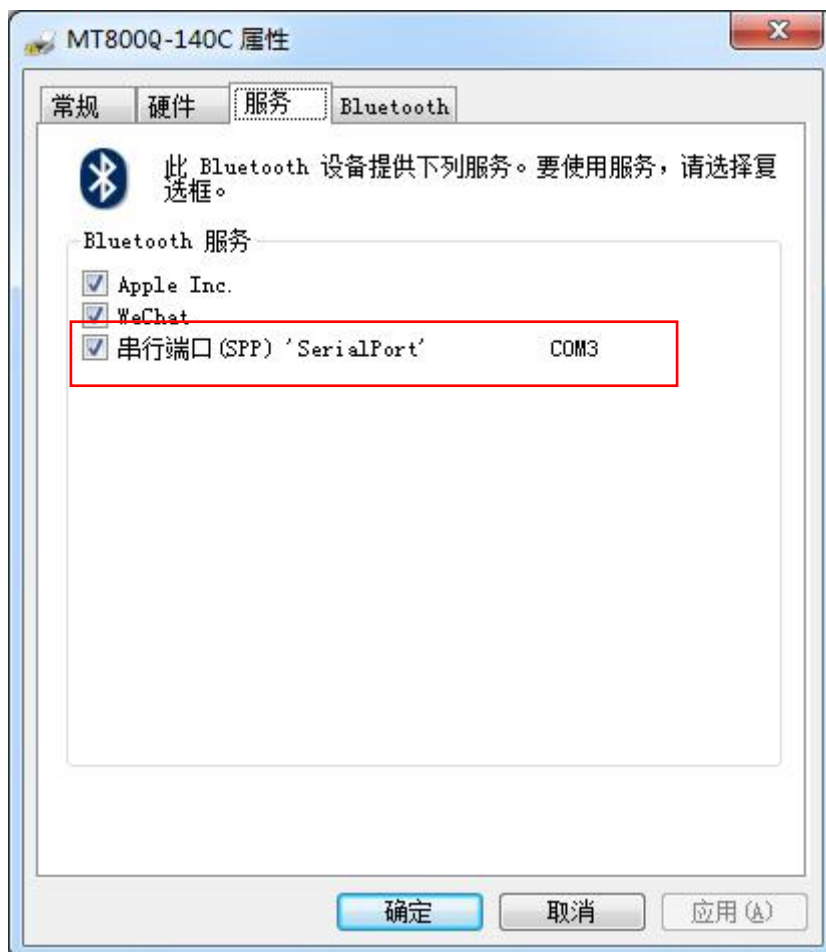 MT800Q-140C 属性
常规 硬件 服务 Bluetooth
此 Bluetooth 设备提供下列服务。要使用服务，请选择复
选框。
Bluetooth 服务
Apple Inc.
WeChat
串行端口(SPP) 'SerialPort' COM3
确定 取消 应用(A)